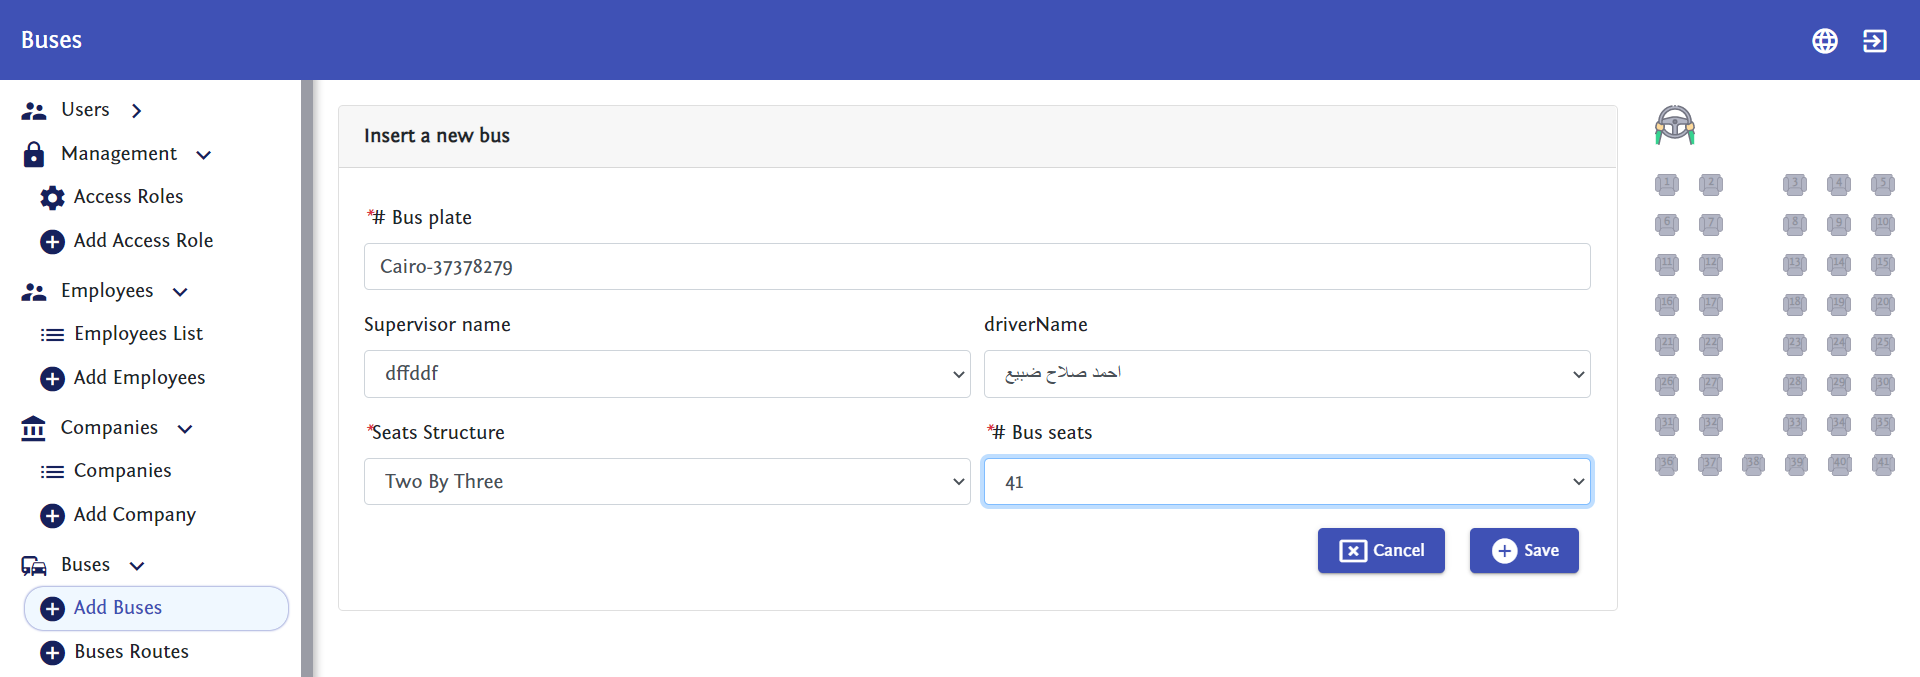 Buses
Users
Management
Access Roles
Add Access Role
Employees
Employees List
Add Employees
Companies
Companies
Add Company
Buses
Add Buses
Buses Routes
Insert a new bus
*# Bus plate
Cairo-37378279
Supervisor name driverName
dffddf احمد صلاح ضبيع
*Seats Structure *# Bus seats
Two By Three 41
Cancel Save
1 2 3 4 5
6 7 8 9 10
11 12 13 14 15
16 17 18 19 20
21 22 23 24 25
26 27 28 29 30
31 32 33 34 35
36 37 38 39 40 41